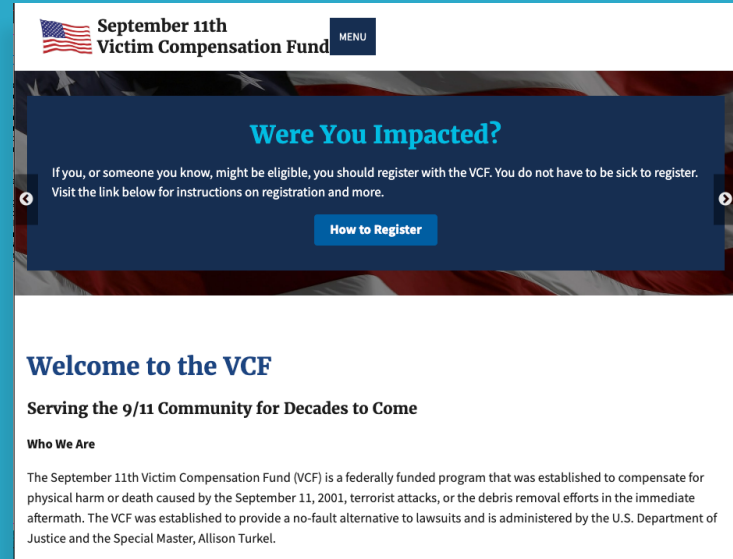 September 11th
Victim Compensation Fund
MENU
Were You Impacted?
If you, or someone you know, might be eligible, you should register with the VCF. You do not have to be sick to register.
Visit the link below for instructions on registration and more.
How to Register
Welcome to the VCF
Serving the 9/11 Community for Decades to Come
Who We Are
The September 11th Victim Compensation Fund (VCF) is a federally funded program that was established to compensate for
physical harm or death caused by the September 11, 2001, terrorist attacks, or the debris removal efforts in the immediate
aftermath. The VCF was established to provide a no-fault alternative to lawsuits and is administered by the U.S. Department of
Justice and the Special Master, Allison Turkel.